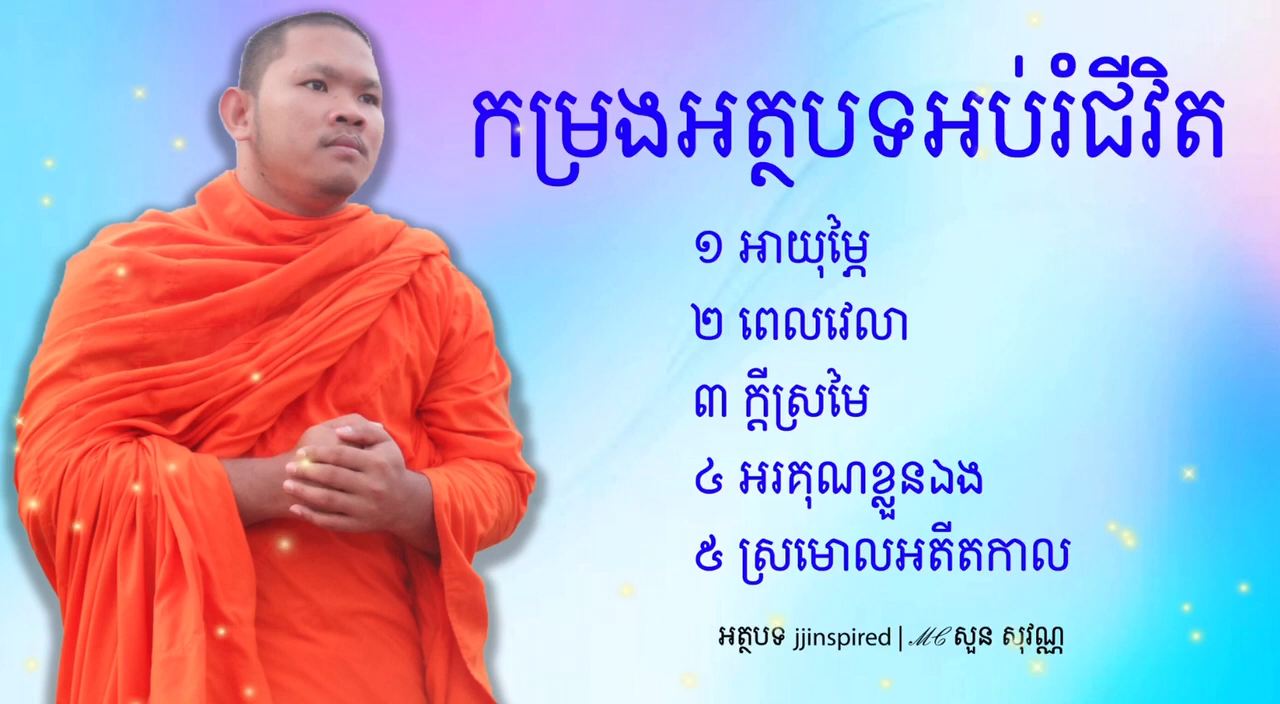 កម្រងអត្ថបទអប់រំជីវិត
១ អាយុម្ភៃ
២ ពេលវេលា
៣ ក្តីស្រមៃ
៤ អរគុណខ្លួនឯង
៥ ស្រមោលអតីតកាល
អត្ថបទ jjinspired | MC សួន សុវណ្ណ